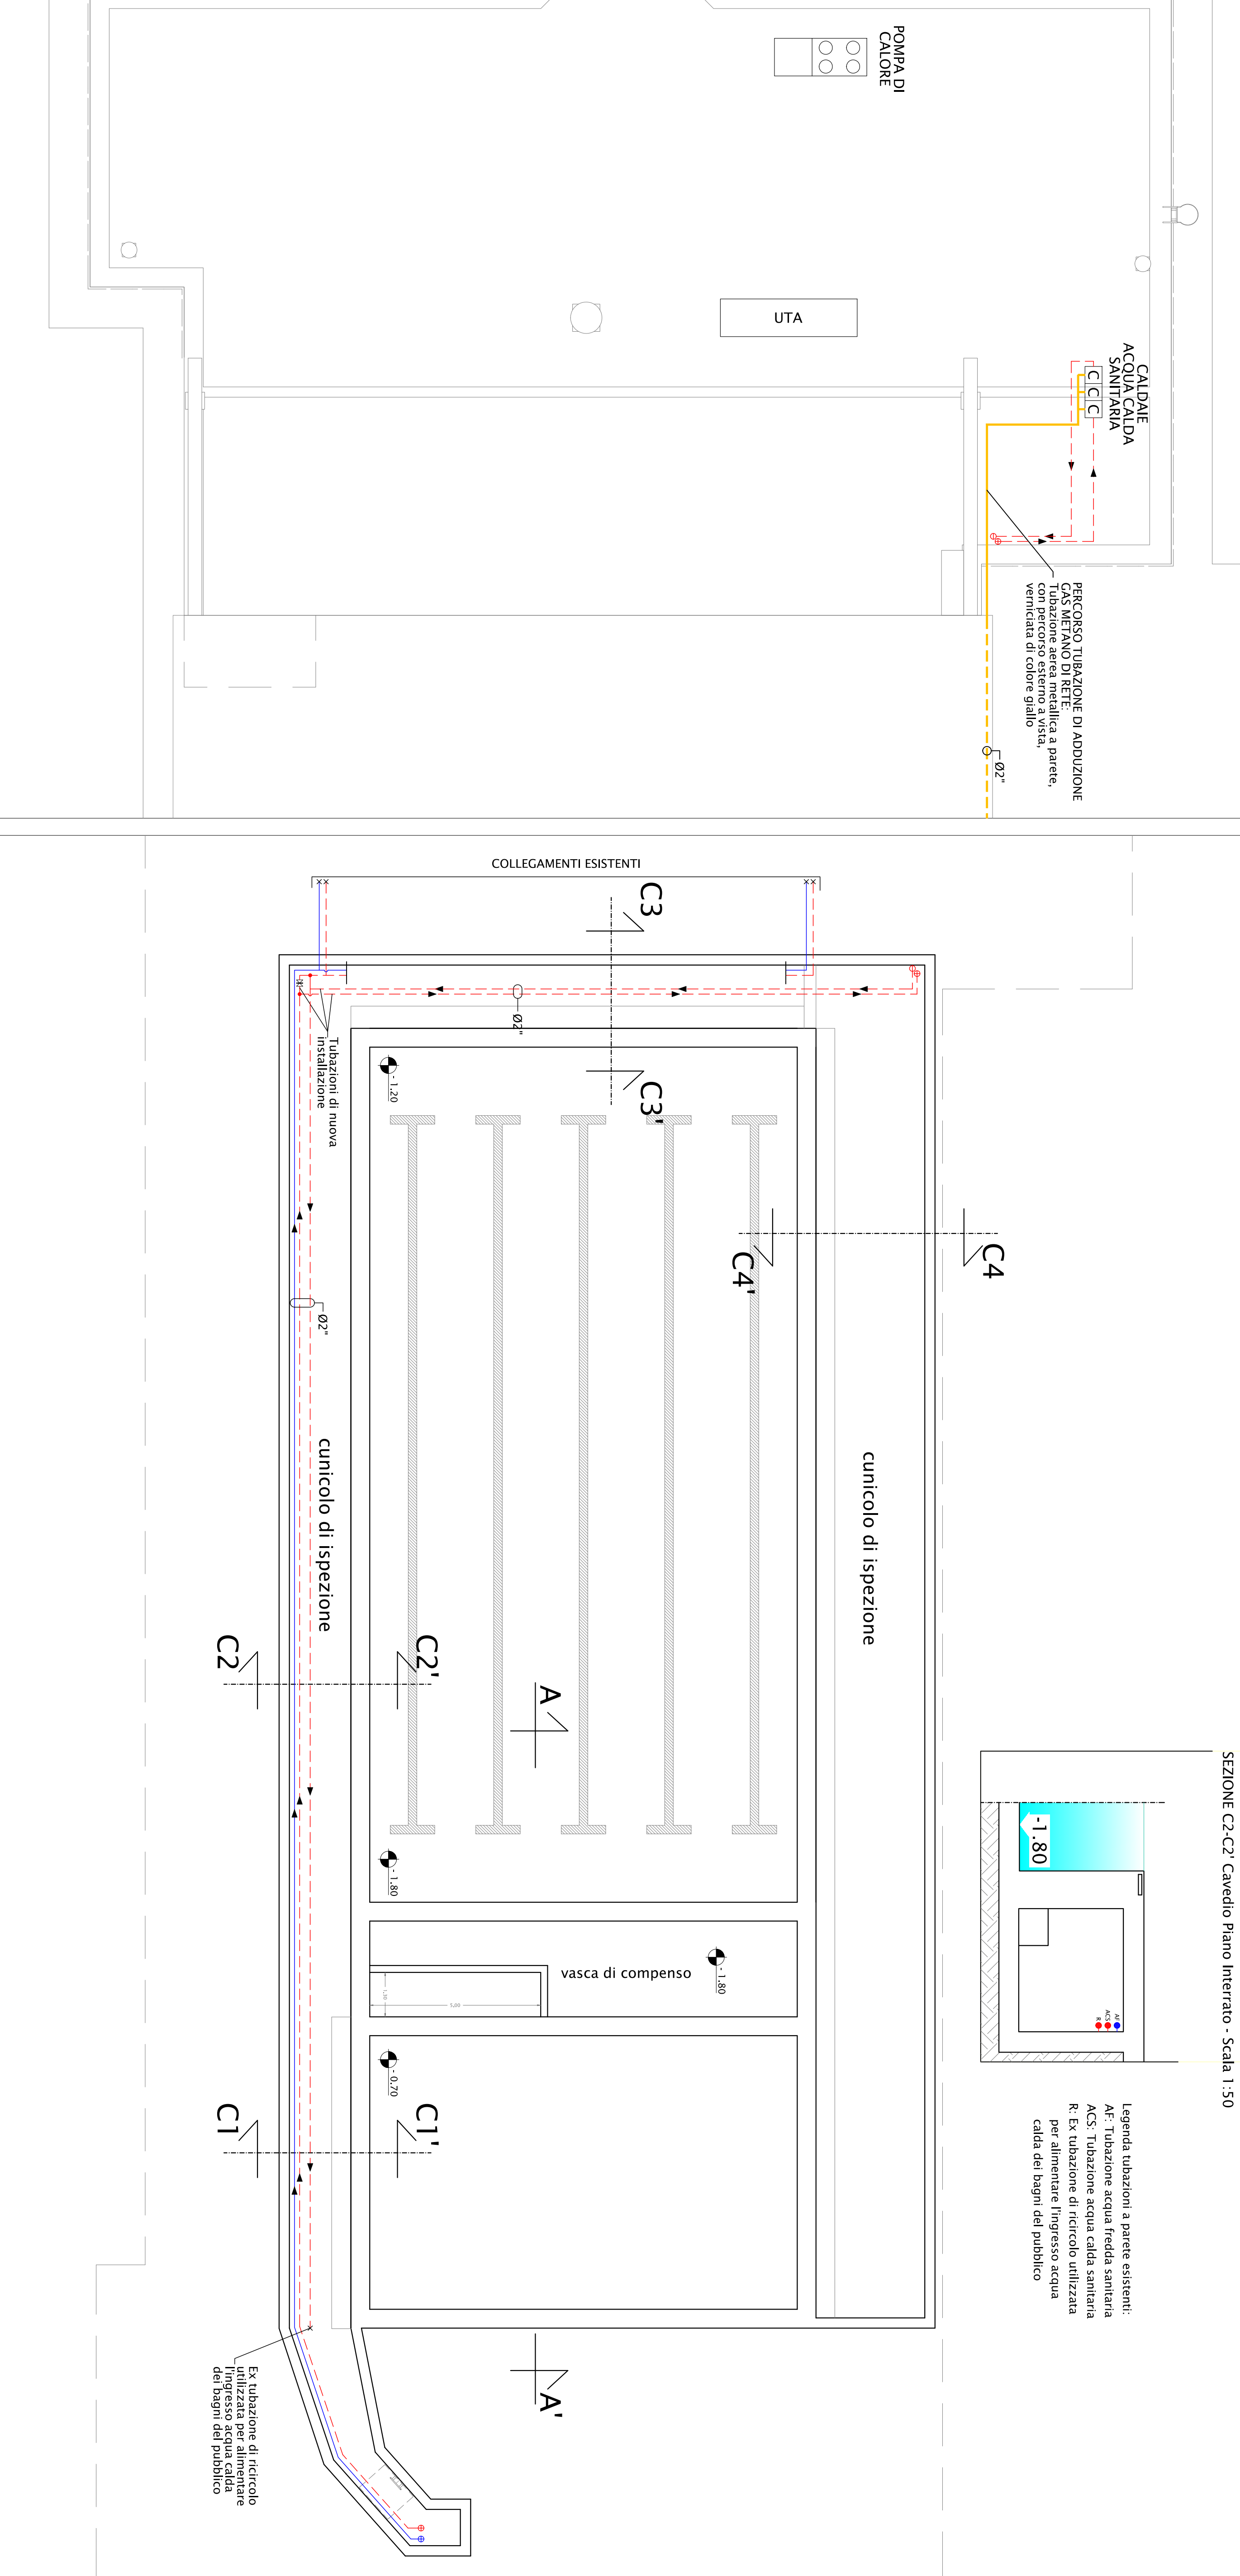 POMPA DI
CALORE
UTA
CALDAIE
ACQUA CALDA
SANITARIA
C
C
C
PERCORSO TUBAZIONE DI ADDUZIONE
GAS METANO DI RETE:
Tubazione aerea metallica a parete,
con percorso esterno a vista,
verniciata di colore giallo
Ø2"
COLLEGAMENTI ESISTENTI
C3
Ø2"
Tubazioni di nuova
installazione
- 1.20
C3'
C4
C4'
Ø2"
cunicolo di ispezione
cunicolo di ispezione
C2
C2'
A
SEZIONE C2-C2' Cavedio Piano Interrato - Scala 1:50
-1.80
AF
ACS
R
- 1.80
- 1.80
vasca di compenso
1,30
5,00
- 0.70
C1
C1'
Legenda tubazioni a parete esistenti:
AF: Tubazione acqua fredda sanitaria
ACS: Tubazione acqua calda sanitaria
R: Ex tubazione di ricircolo utilizzata
per alimentare l'ingresso acqua
calda dei bagni del pubblico
A'
Ex tubazione di ricircolo
utilizzata per alimentare
l'ingresso acqua calda
dei bagni del pubblico